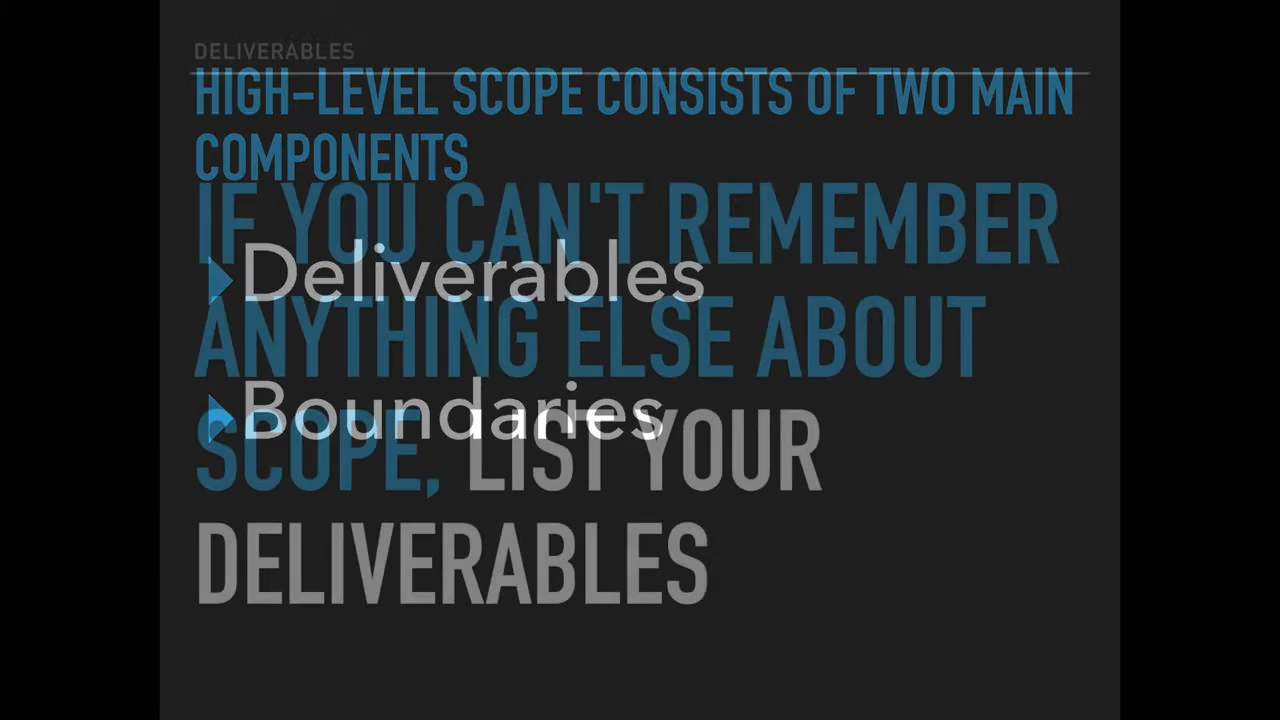 DELIVERABLES
HIGH-LEVEL SCOPE CONSISTS OF TWO MAIN
COMPONENTS
IF YOU CAN'T REMEMBER
Deliverables
ANYTHING ELSE ABOUT
Boundaries
SCOPE, LIST YOUR
DELIVERABLES